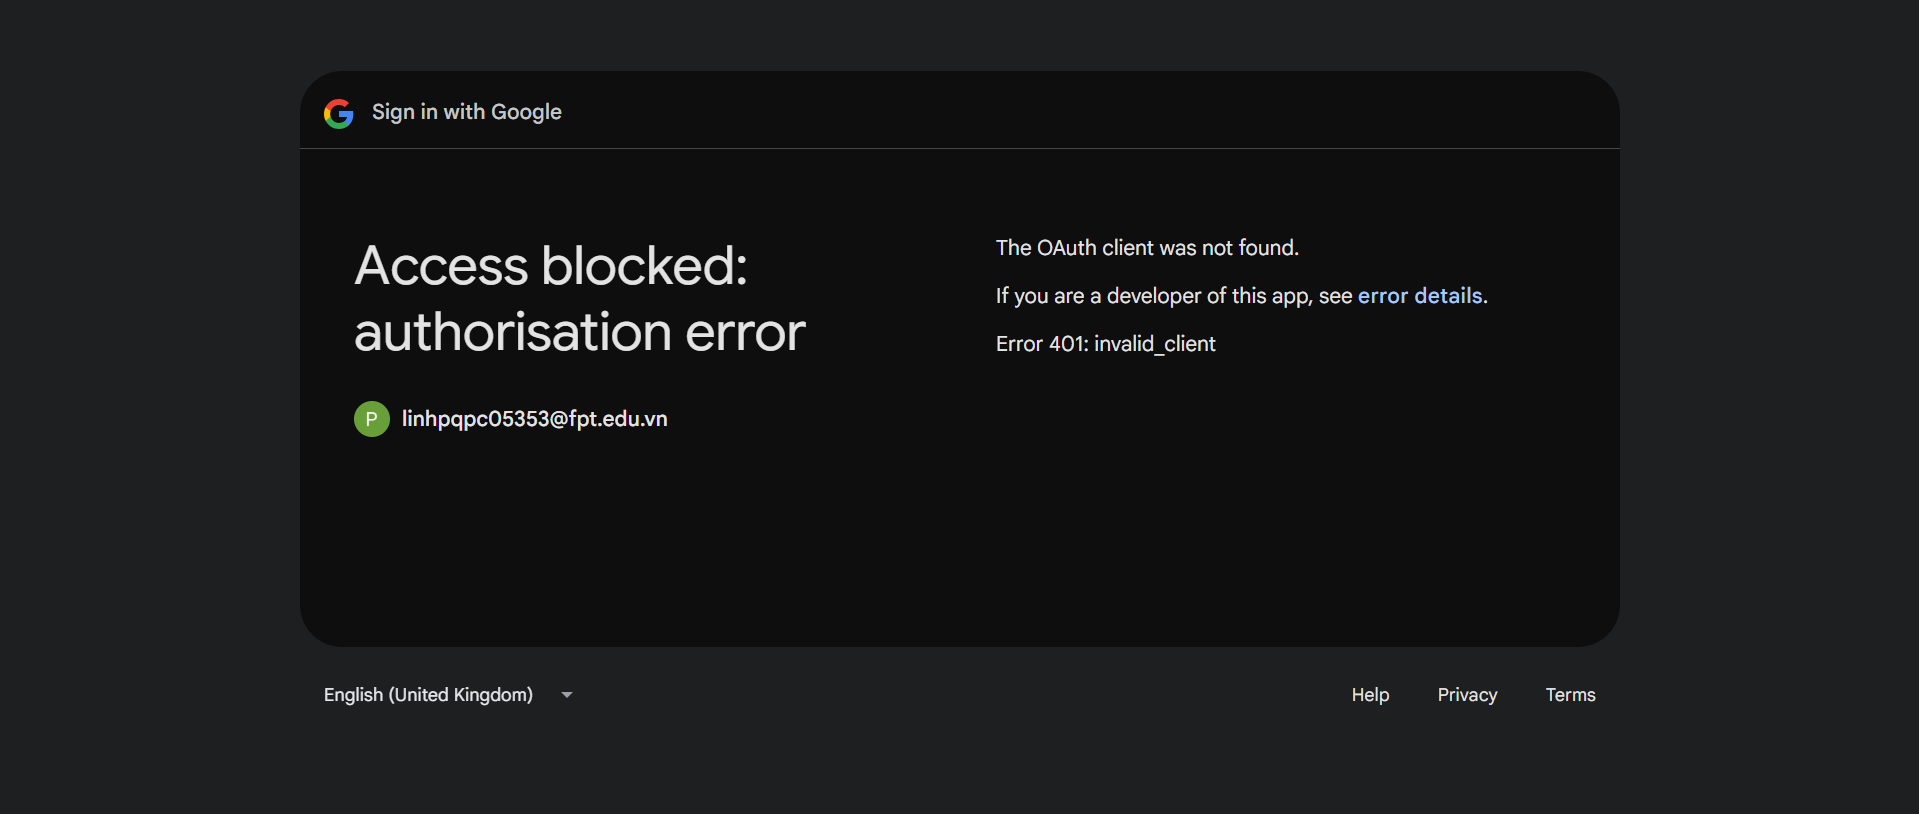 Sign in with Google
Access blocked:
authorisation error
P linhpqpc05353@fpt.edu.vn
The OAuth client was not found.
If you are a developer of this app, see error details.
Error 401: invalid_client
English (United Kingdom)
Help Privacy Terms